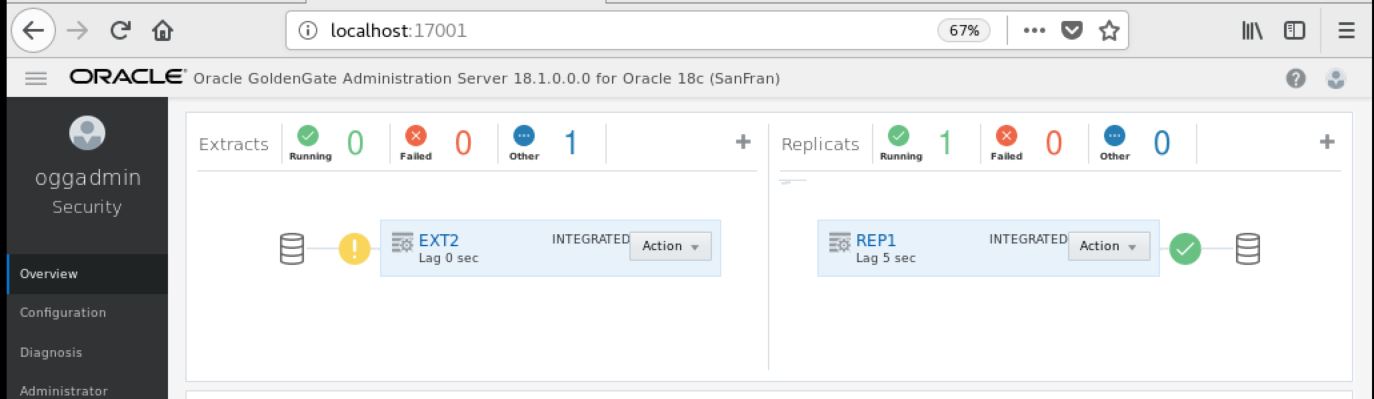 localhost:17001
67%
ORACLE Oracle GoldenGate Administration Server 18.1.0.0.0 for Oracle 18c (SanFran)
oggadmin
Security
Overview
Configuration
Diagnosis
Administrator
Extracts
Running 0
Failed 0
Other 1
+
EXT2
INTEGRATED
Action
Lag 0 sec
Replicats
Running 1
Failed 0
Other 0
+
REP1
INTEGRATED
Action
Lag 5 sec